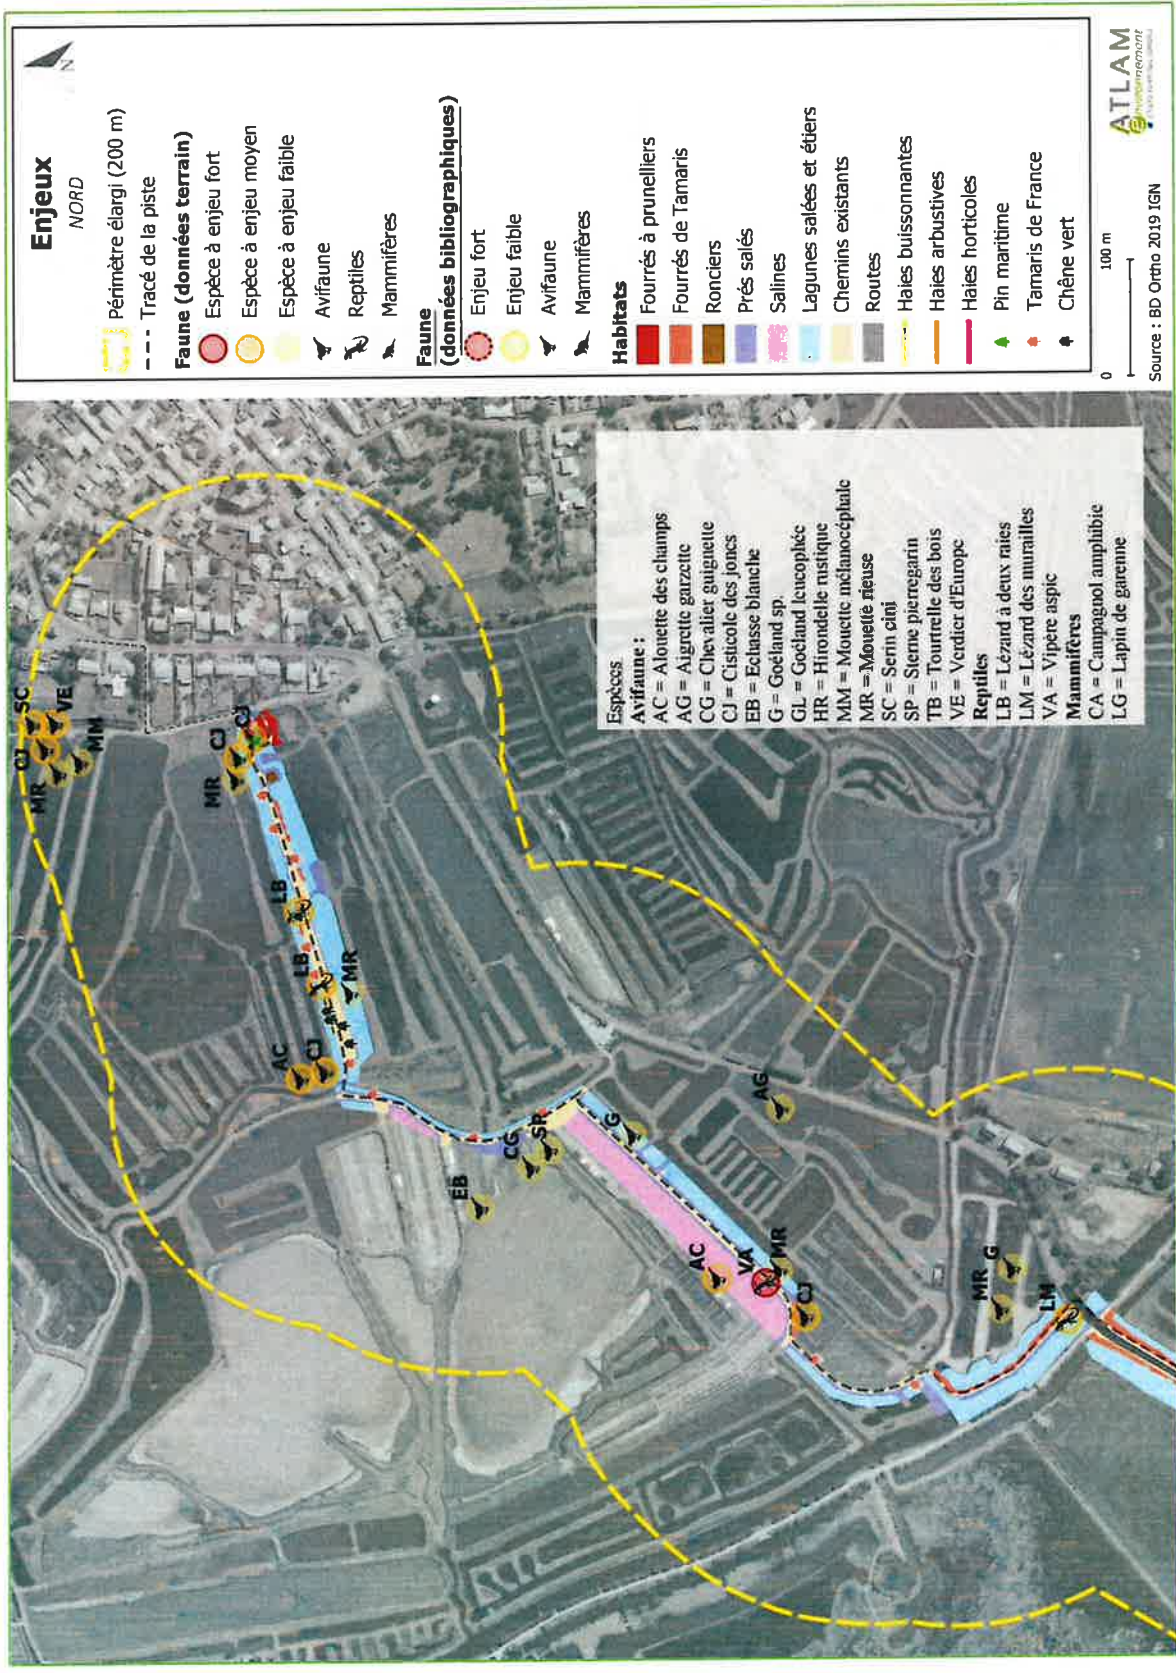 Enjeux
NORD
N
Périmètre élargi (200 m)
Tracé de la piste
Faune (données terrain)
Espèce à enjeu fort
Espèce à enjeu moyen
Espèce à enjeu faible
Avifaune
Reptiles
Mammifères
Faune
(données bibliographiques)
Enjeu fort
Enjeu faible
Avifaune
Mammifères
Habitats
Fourrés à prunelliers
Fourrés de Tamaris
Ronciers
Prés salés
Salines
Lagunes salées et étiers
Chemins existants
Routes
Haies buissonnantes
Haies arbustives
Haies horticoles
Pin maritime
Tamaris de France
Chêne vert
0 100 m
Source : BD Ortho 2019 IGN
ATLAM
environnement
Espèces
Avifaune :
AC = Alouette des champs
AG = Aigrette garzette
CG = Chevalier guignette
CJ = Cisticole des joncs
EB = Echasse blanche
G = Goéland sp.
GL = Goéland leucophée
HR = Hirondelle rustique
MM = Mouette mélanocéphale
MR = Mouette rieuse
SC = Serin cini
SP = Sterne pierregarin
TB = Tourtrelle des bois
VE = Verdier d'Europe
Reptiles
LB = Lézard à deux raies
LM = Lézard des murailles
VA = Vipère aspic
Mammifères
CA = Campagnol amphibie
LG = Lapin de garenne
CJ
SC
VE
MR
MM
CJ
CJ
MR
LB
LB
MR
AC
CJ
AG
G
SP
CG
EB
AC
VA
MR
CJ
MR
G
LM